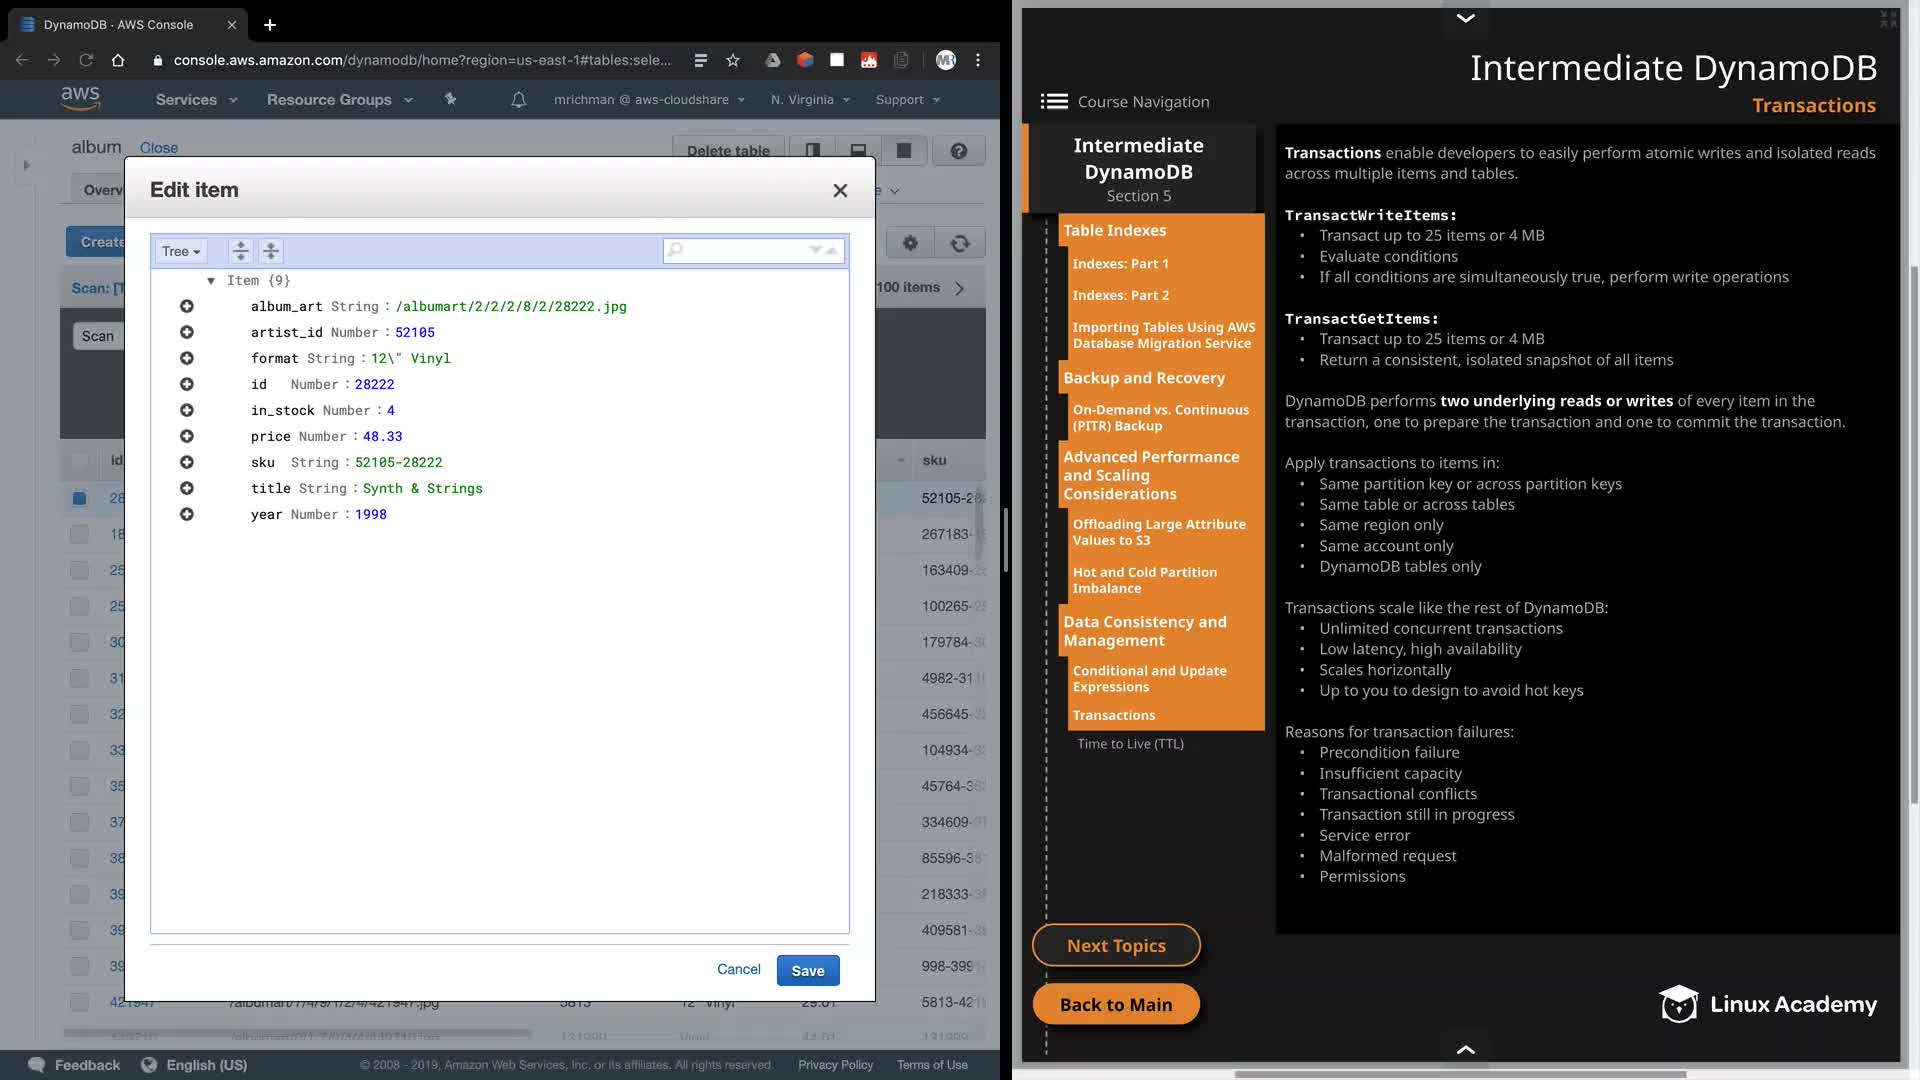 DynamoDB - AWS Console
console.aws.amazon.com/dynamodb/home?region=us-east-1#tables:sele...
aws
Services
Resource Groups
mrichman @ aws-cloudshare
N. Virginia
Support
album
Close
Delete table
Overv
Create
Edit item
Tree
Item {9}
album_art String : /albumart/2/2/2/8/2/28222.jpg
artist_id Number : 52105
format String : 12\" Vinyl
id Number : 28222
in_stock Number : 4
price Number : 48.33
sku String : 52105-28222
title String : Synth & Strings
year Number : 1998
Cancel
Save
Scan: [T
100 items
Scan
id
sku
28
52105-28
18
267183-
25
163409-
25
100265-
30
179784-
31
4982-31
32
456645-
33
104934-
35
45764-
37
334609-
38
85596-
39
218333-
39
409581-
39
998-399
421947
/albumart/7/4/9/1/2/4/421947.jpg
5813
12" Vinyl
29.01
5813-421
Feedback
English (US)
© 2008 - 2019, Amazon Web Services, Inc. or its affiliates. All rights reserved.
Privacy Policy
Terms of Use
Intermediate DynamoDB
Transactions
Course Navigation
Intermediate
DynamoDB
Section 5
Table Indexes
Indexes: Part 1
Indexes: Part 2
Importing Tables Using AWS
Database Migration Service
Backup and Recovery
On-Demand vs. Continuous
(PITR) Backup
Advanced Performance
and Scaling
Considerations
Offloading Large Attribute
Values to S3
Hot and Cold Partition
Imbalance
Data Consistency and
Management
Conditional and Update
Expressions
Transactions
Time to Live (TTL)
Next Topics
Back to Main
Transactions enable developers to easily perform atomic writes and isolated reads
across multiple items and tables.
TransactWriteItems:
• Transact up to 25 items or 4 MB
• Evaluate conditions
• If all conditions are simultaneously true, perform write operations
TransactGetItems:
• Transact up to 25 items or 4 MB
• Return a consistent, isolated snapshot of all items
DynamoDB performs two underlying reads or writes of every item in the
transaction, one to prepare the transaction and one to commit the transaction.
Apply transactions to items in:
• Same partition key or across partition keys
• Same table or across tables
• Same region only
• Same account only
• DynamoDB tables only
Transactions scale like the rest of DynamoDB:
• Unlimited concurrent transactions
• Low latency, high availability
• Scales horizontally
• Up to you to design to avoid hot keys
Reasons for transaction failures:
• Precondition failure
• Insufficient capacity
• Transactional conflicts
• Transaction still in progress
• Service error
• Malformed request
• Permissions
Linux Academy